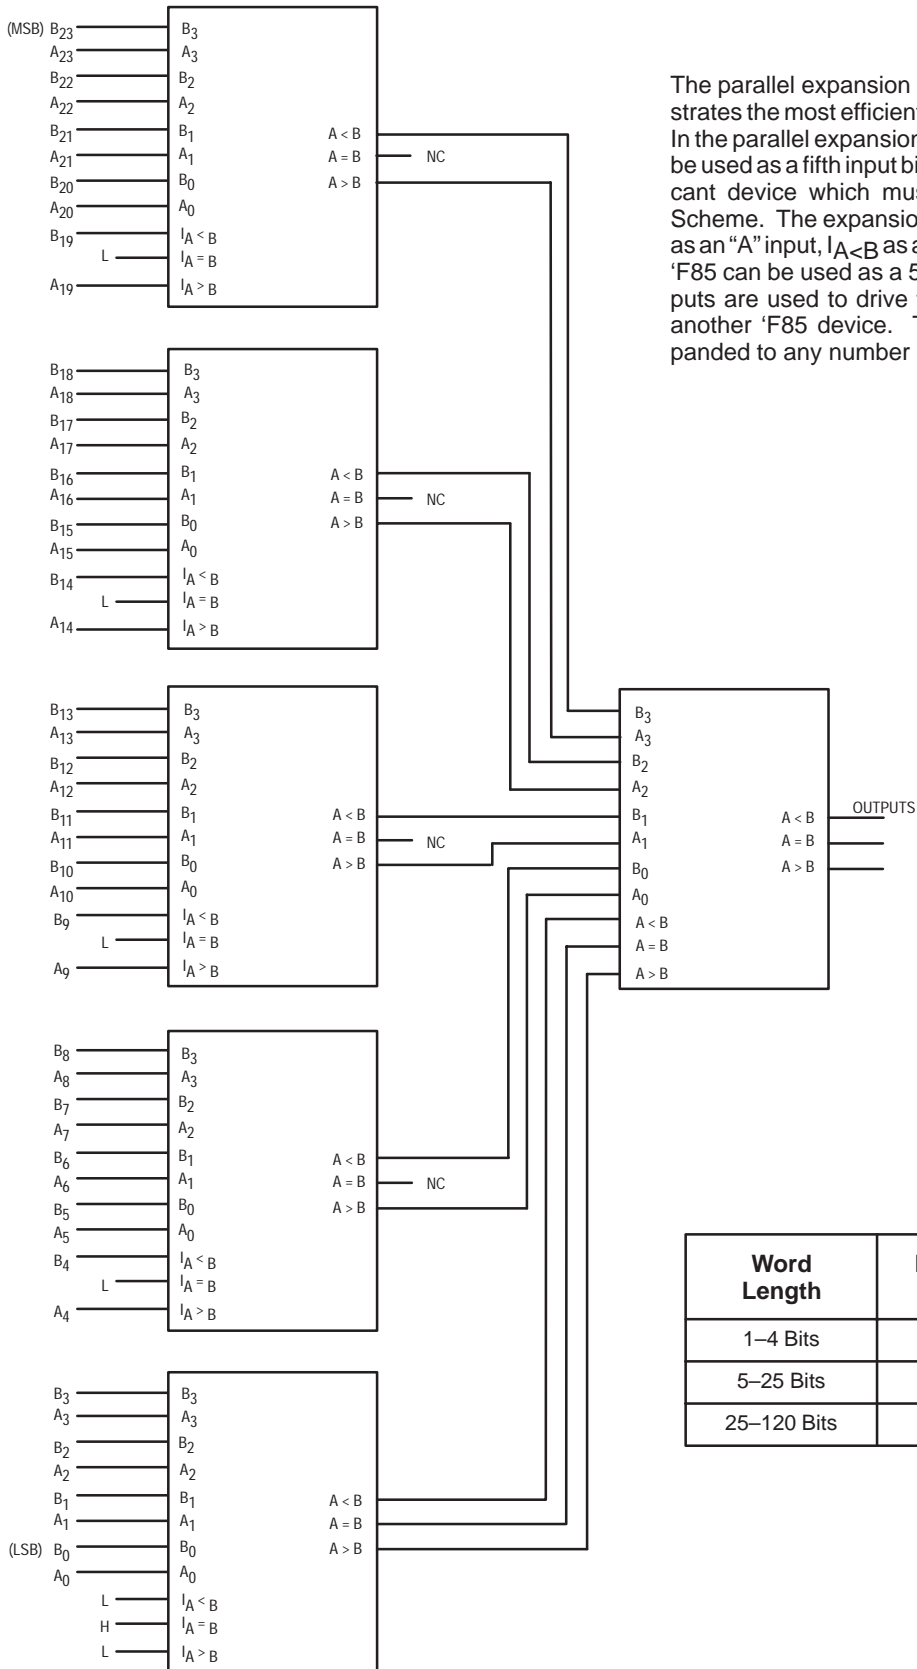 (MSB) B23 B3
A23 A3
B22 B2
A22 A2
B21 B1 A < B
A21 A1 A = B NC
B20 B0 A > B
A20 A0
B19 IA < B
L IA = B
A19 IA > B
The parallel expansion
strates the most efficient
In the parallel expansion
be used as a fifth input bi
cant device which mus
Scheme. The expansio
as an “A” input, IA<B as a
‘F85 can be used as a 5
puts are used to drive
another ‘F85 device. T
panded to any number
B18 B3
A18 A3
B17 B2
A17 A2
B16 B1 A < B
A16 A1 A = B NC
B15 B0 A > B
A15 A0
B14 IA < B
L IA = B
A14 IA > B
B13 B3
A13 A3
B12 B2
A12 A2
B11 B1 A < B
A11 A1 A = B NC
B10 B0 A > B
A10 A0
B9 IA < B
L IA = B
A9 IA > B
B3
A3
B2
A2
B1 A < B OUTPUTS
A1 A = B
B0 A > B
A0
A < B
A = B
A > B
B8 B3
A8 A3
B7 B2
A7 A2
B6 B1 A < B
A6 A1 A = B NC
B5 B0 A > B
A5 A0
B4 IA < B
L IA = B
A4 IA > B
Word
Length
1–4 Bits
5–25 Bits
25–120 Bits
B3 B3
A3 A3
B2 B2
A2 A2
B1 B1 A < B
A1 A1 A = B
(LSB) B0 B0 A > B
A0 A0
L IA < B
H IA = B
L IA > B